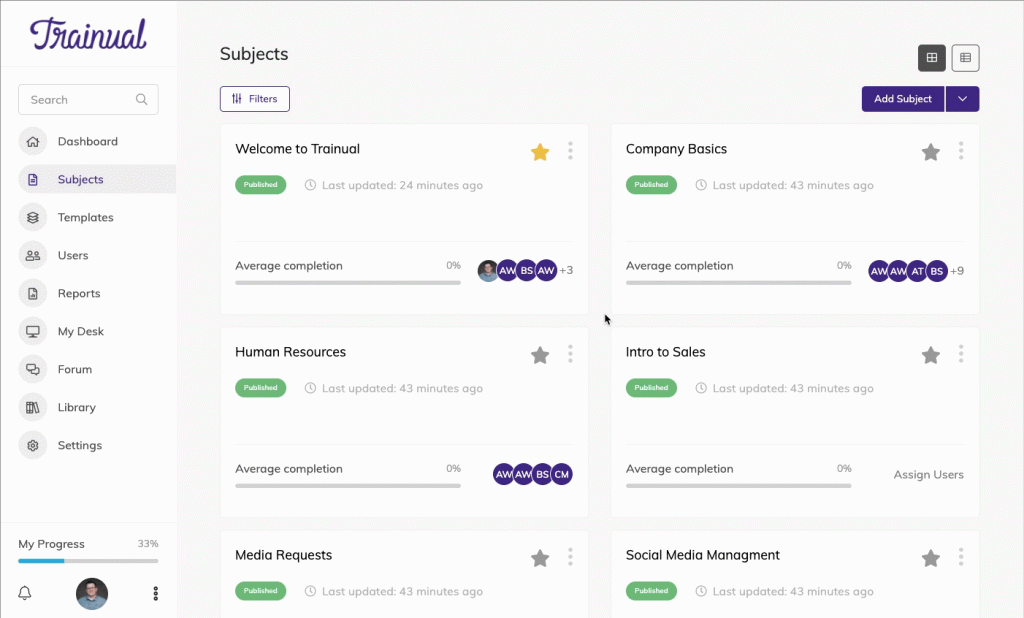 Trainual
Search
Dashboard
Subjects
Templates
Users
Reports
My Desk
Forum
Library
Settings
My Progress 33%
Subjects
Filters
Add Subject
Welcome to Trainual
Published Last updated: 24 minutes ago
Average completion 0% AW BS AW +3
Company Basics
Published Last updated: 43 minutes ago
Average completion 0% AW AW AT BS +9
Human Resources
Published Last updated: 43 minutes ago
Average completion 0% AW AW BS CM
Intro to Sales
Published Last updated: 43 minutes ago
Average completion 0% Assign Users
Media Requests
Published Last updated: 43 minutes ago
Social Media Managment
Published Last updated: 43 minutes ago